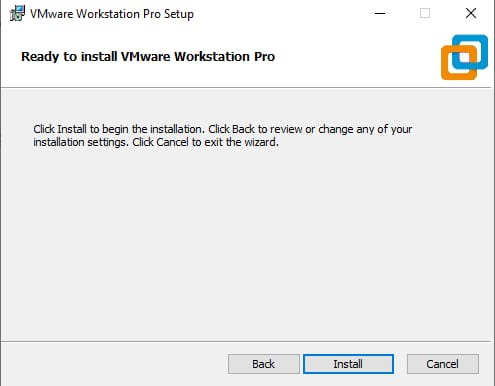 VMware Workstation Pro Setup
Ready to install VMware Workstation Pro
Click Install to begin the installation. Click Back to review or change any of your
installation settings. Click Cancel to exit the wizard.
Back Install Cancel